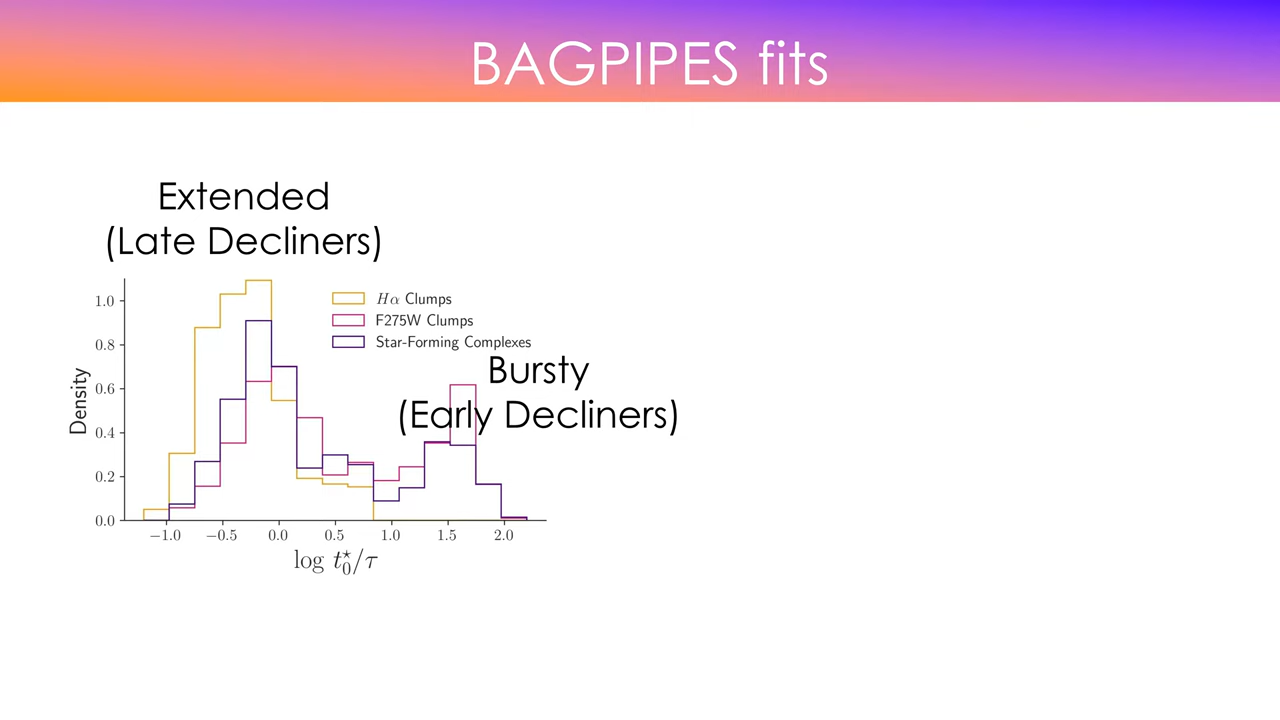 BAGPIPES fits
Extended
(Late Decliners)
Hα Clumps
F275W Clumps
Star-Forming Complexes
Bursty
(Early Decliners)
Density
1.0
0.8
0.6
0.4
0.2
0.0
−1.0 −0.5 0.0 0.5 1.0 1.5 2.0
log t₀*/τ